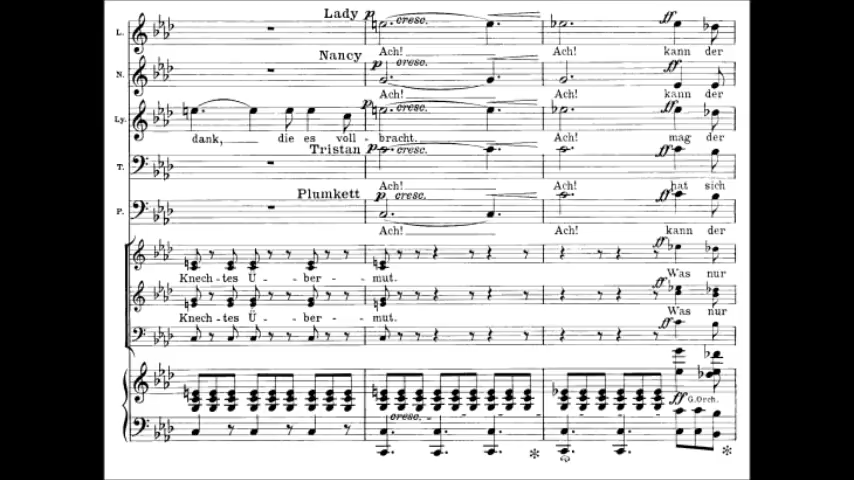 Lady p cresc.
L.
Ach! Ach! ff kann der
Nancy p cresc.
N.
Ach! Ach! ff kann der
p cresc.
Ly.
dank, die es voll-bracht. Ach! ff mag der
Tristan p cresc.
T.
Ach! Ach! ff hat sich
Plumkett p cresc.
P.
Ach! Ach! ff kann der
ff
Knech-tes Ü-ber-mut. Was nur
ff
Knech-tes Ü-ber-mut. Was nur
ff
ff G.Orch.
cresc.